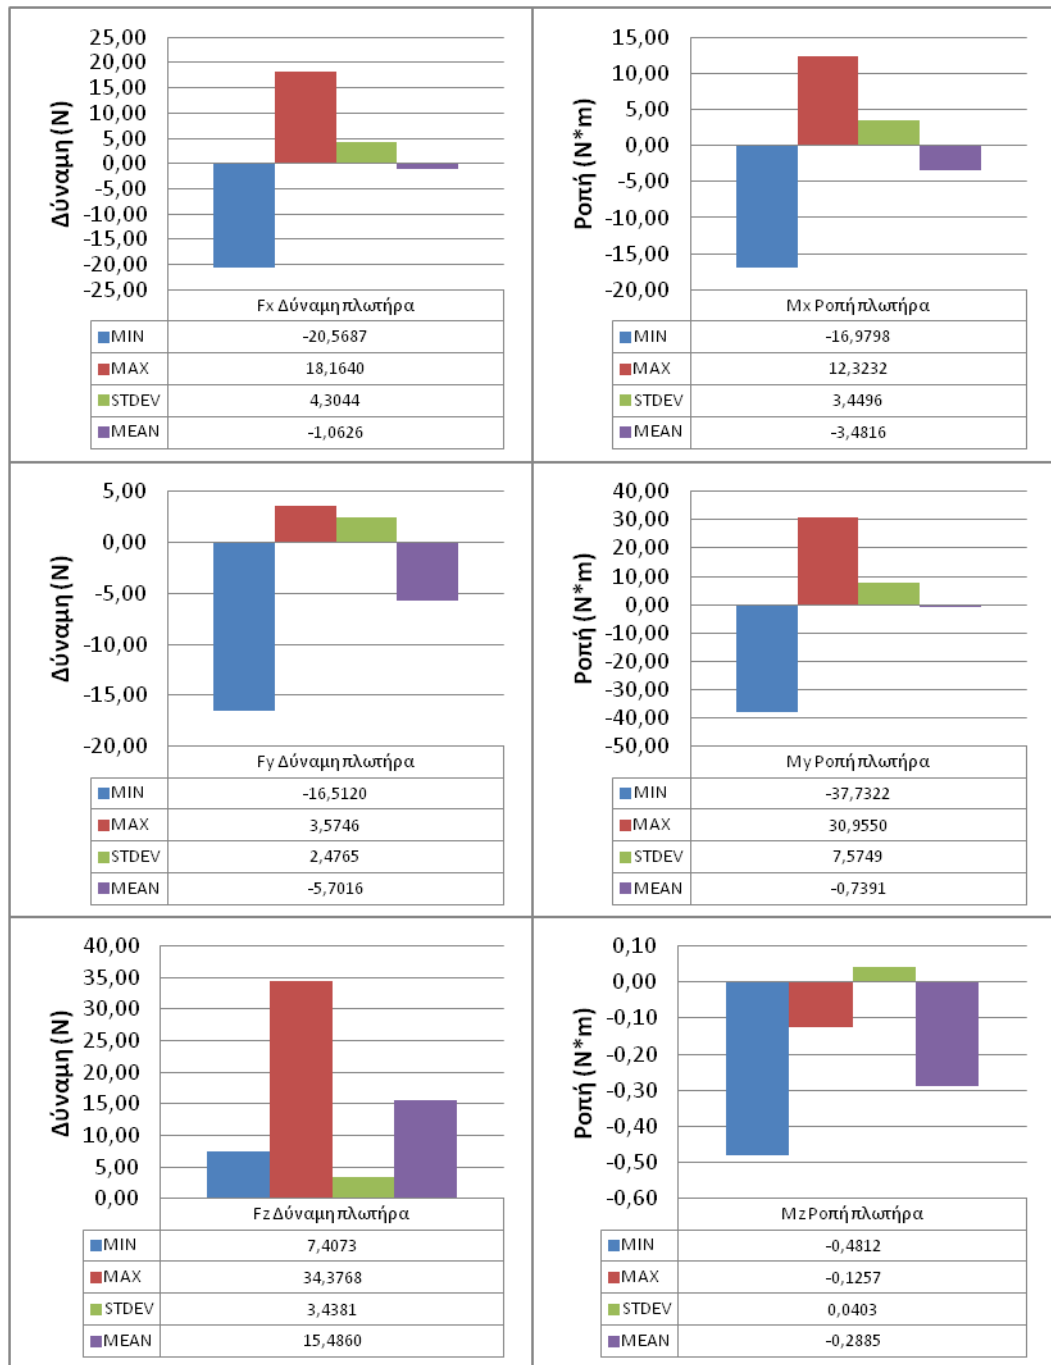 25,00
20,00
15,00
10,00
5,00
0,00
-5,00
-10,00
-15,00
-20,00
-25,00
Δύναμη (N)
Fx Δύναμη πλωτήρα
MIN -20,5687
MAX 18,1640
STDEV 4,3044
MEAN -1,0626
15,00
10,00
5,00
0,00
-5,00
-10,00
-15,00
-20,00
Ροπή (N*m)
Mx Ροπή πλωτήρα
MIN -16,9798
MAX 12,3232
STDEV 3,4496
MEAN -3,4816
5,00
0,00
-5,00
-10,00
-15,00
-20,00
Δύναμη (N)
Fy Δύναμη πλωτήρα
MIN -16,5120
MAX 3,5746
STDEV 2,4765
MEAN -5,7016
40,00
30,00
20,00
10,00
0,00
-10,00
-20,00
-30,00
-40,00
-50,00
Ροπή (N*m)
My Ροπή πλωτήρα
MIN -37,7322
MAX 30,9550
STDEV 7,5749
MEAN -0,7391
40,00
35,00
30,00
25,00
20,00
15,00
10,00
5,00
0,00
Δύναμη (N)
Fz Δύναμη πλωτήρα
MIN 7,4073
MAX 34,3768
STDEV 3,4381
MEAN 15,4860
0,10
0,00
-0,10
-0,20
-0,30
-0,40
-0,50
-0,60
Ροπή (N*m)
Mz Ροπή πλωτήρα
MIN -0,4812
MAX -0,1257
STDEV 0,0403
MEAN -0,2885